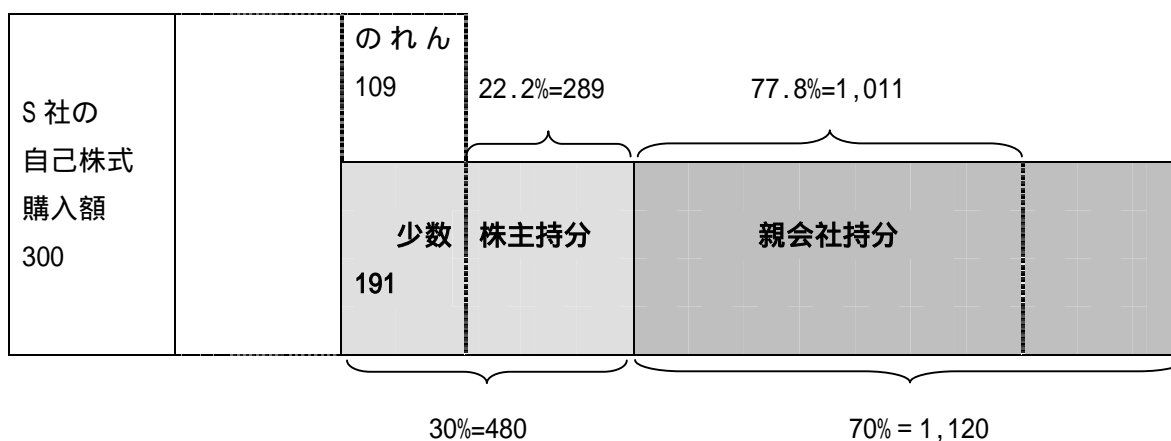 のれん
109
22.2%=289
77.8%=1,011
S社の
自己株式
購入額
300
少数 株主持分
191
親会社持分
30%=480
70%=1,120